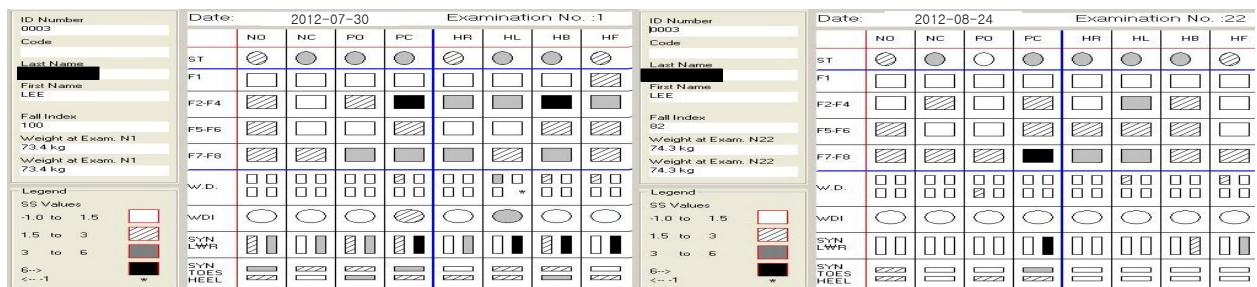 ID Number
0003
Code
Last Name
First Name
LEE
Fall Index
100
Weight at Exam. N1
73.4 kg
Weight at Exam. N1
73.4 kg
Legend
SS Values
-1.0 to 1.5
1.5 to 3
3 to 6
6-->
<-- -1 *
Date: 2012-07-30 Examination No. :1
NO NC PO PC HR HL HB HF
ST
F1
F2-F4
F5-F6
F7-F8
W.D. *
WDI
SYN
L₩R
SYN
TOES
HEEL
ID Number
0003
Code
Last Name
First Name
LEE
Fall Index
82
Weight at Exam. N22
74.3 kg
Weight at Exam. N22
74.3 kg
Legend
SS Values
-1.0 to 1.5
1.5 to 3
3 to 6
6-->
<-- -1 *
Date: 2012-08-24 Examination No. :22
NO NC PO PC HR HL HB HF
ST
F1
F2-F4
F5-F6
F7-F8
W.D.
WDI
SYN
L₩R
SYN
TOES
HEEL